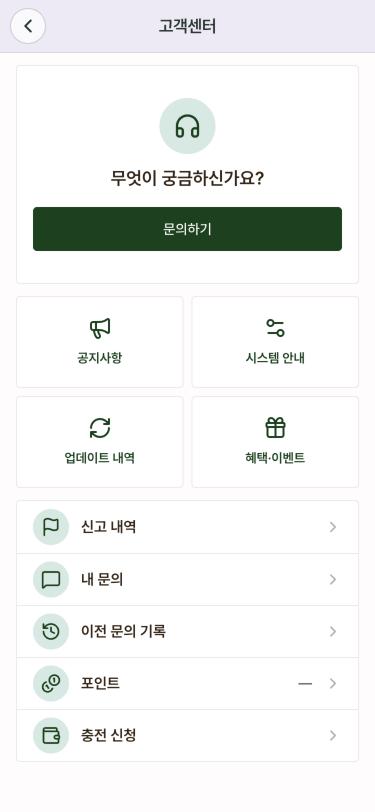 고객센터
무엇이 궁금하신가요?
문의하기
공지사항
시스템 안내
업데이트 내역
혜택·이벤트
신고 내역
내 문의
이전 문의 기록
포인트 —
충전 신청